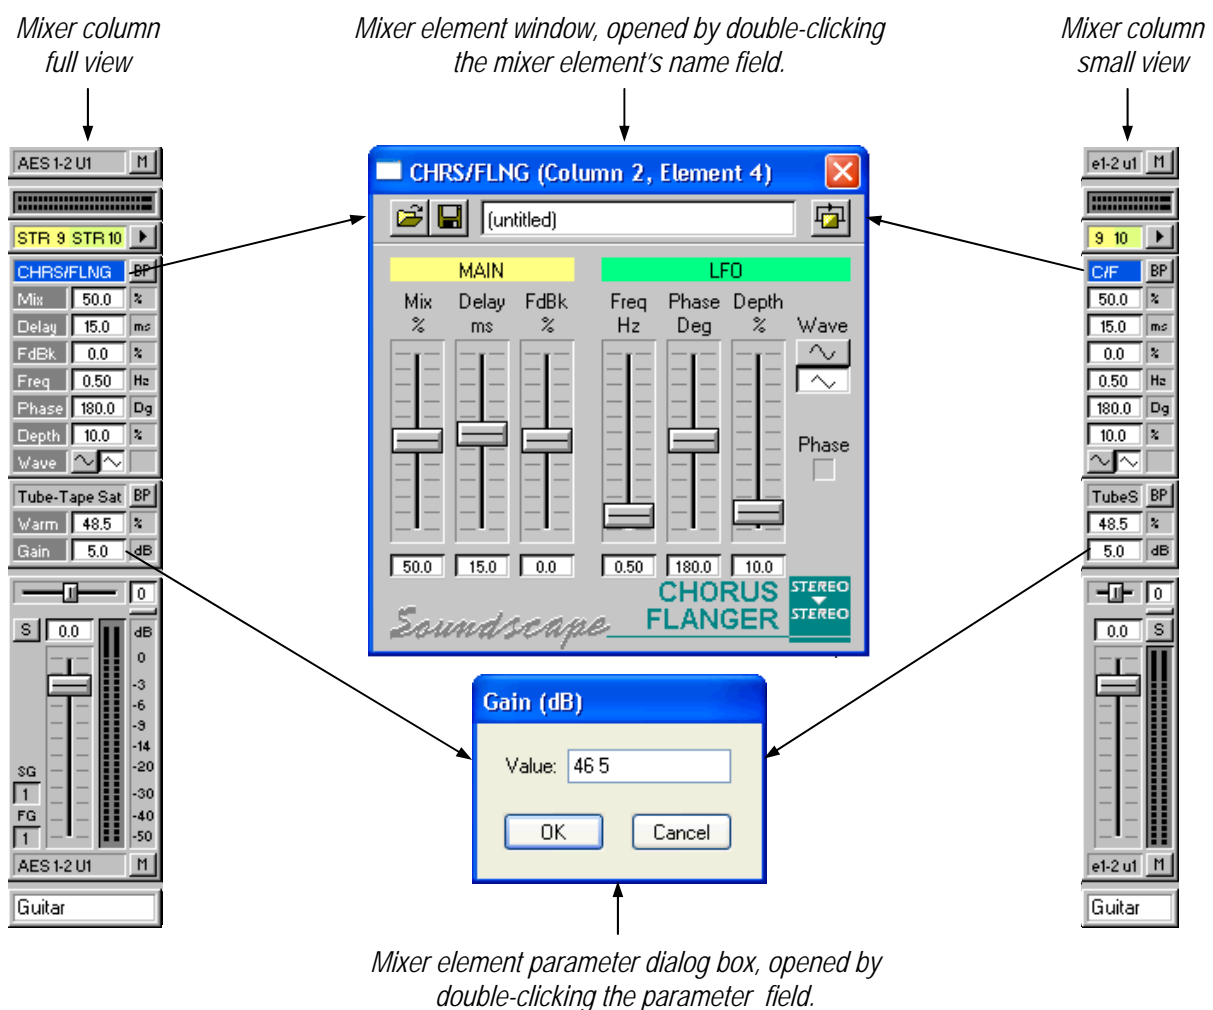 Mixer column
full view
Mixer element window, opened by double-clicking
the mixer element's name field.
Mixer column
small view
AES 1-2 U1 M
STR 9 STR 10
CHRS/FLNG BP
Mix 50.0 %
Delay 15.0 ms
FdBk 0.0 %
Freq 0.50 Hz
Phase 180.0 Dg
Depth 10.0 %
Wave
Tube-Tape Sat BP
Warm 48.5 %
Gain 5.0 dB
0
S 0.0 dB
0
-3
-6
-9
-14
-20
-30
-40
-50
SG
1
FG
1
AES 1-2 U1 M
Guitar
CHRS/FLNG (Column 2, Element 4)
(untitled)
MAIN LFO
Mix Delay FdBk Freq Phase Depth
% ms % Hz Deg % Wave
Phase
50.0 15.0 0.0 0.50 180.0 10.0
CHORUS
FLANGER
STEREO
STEREO
Soundscape
Gain (dB)
Value: 46 5
OK Cancel
Mixer element parameter dialog box, opened by
double-clicking the parameter field.
e1-2 u1 M
9 10
C/F BP
50.0 %
15.0 ms
0.0 %
0.50 Hz
180.0 Dg
10.0 %
TubeS BP
48.5 %
5.0 dB
0
0.0 S
e1-2 u1 M
Guitar